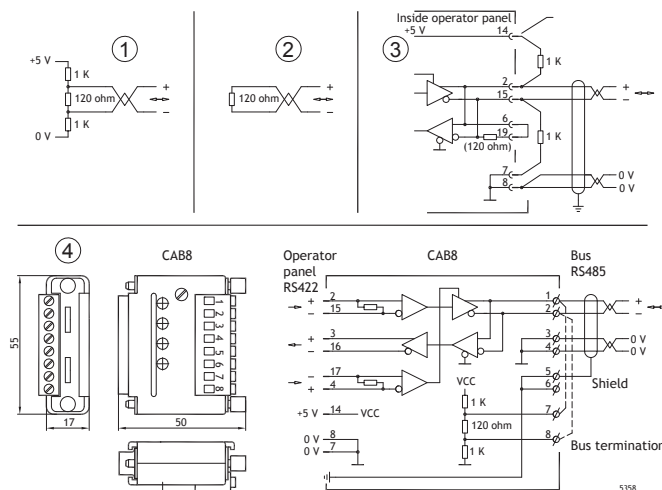 1
+5 V
1 K
120 ohm
1 K
0 V
+
–
2
120 ohm
+
–
3
Inside operator panel
+5 V
14
1 K
2
15
+
–
6
19
(120 ohm)
1 K
7
8
0 V
0 V
4
CAB8
55
17
50
1
2
3
4
5
6
7
8
Operator
panel
RS422
CAB8
Bus
RS485
+ 2
– 15
+ 3
– 16
– 17
+ 4
+5 V 14 VCC
0 V 8
0 V 7
VCC
1 K
120 ohm
1 K
1
2
+
–
3
4
0 V
0 V
5
6
Shield
7
8
Bus termination
5358